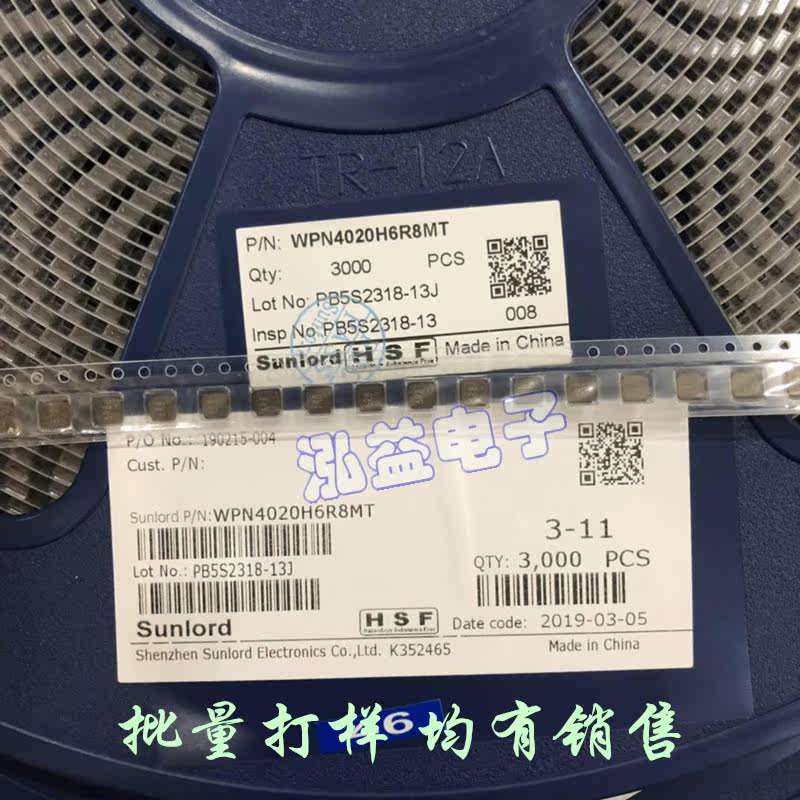 TR-12A
P/N: WPN4020H6R8MT
Qty: 3000 PCS
Lot No: PB5S2318-13J
Insp No: PB5S2318-13 008
Sunlord HSF Made in China
P/O No.: 190215-004
泓益电子
Cust. P/N:
Sunlord P/N: WPN4020H6R8MT
3-11
Lot No.: PB5S2318-13J
QTY: 3,000 PCS
Sunlord HSF Date code: 2019-03-05
Hazardous Substance Free
Shenzhen Sunlord Electronics Co.,Ltd. K352465 Made in China
批量打样均有销售